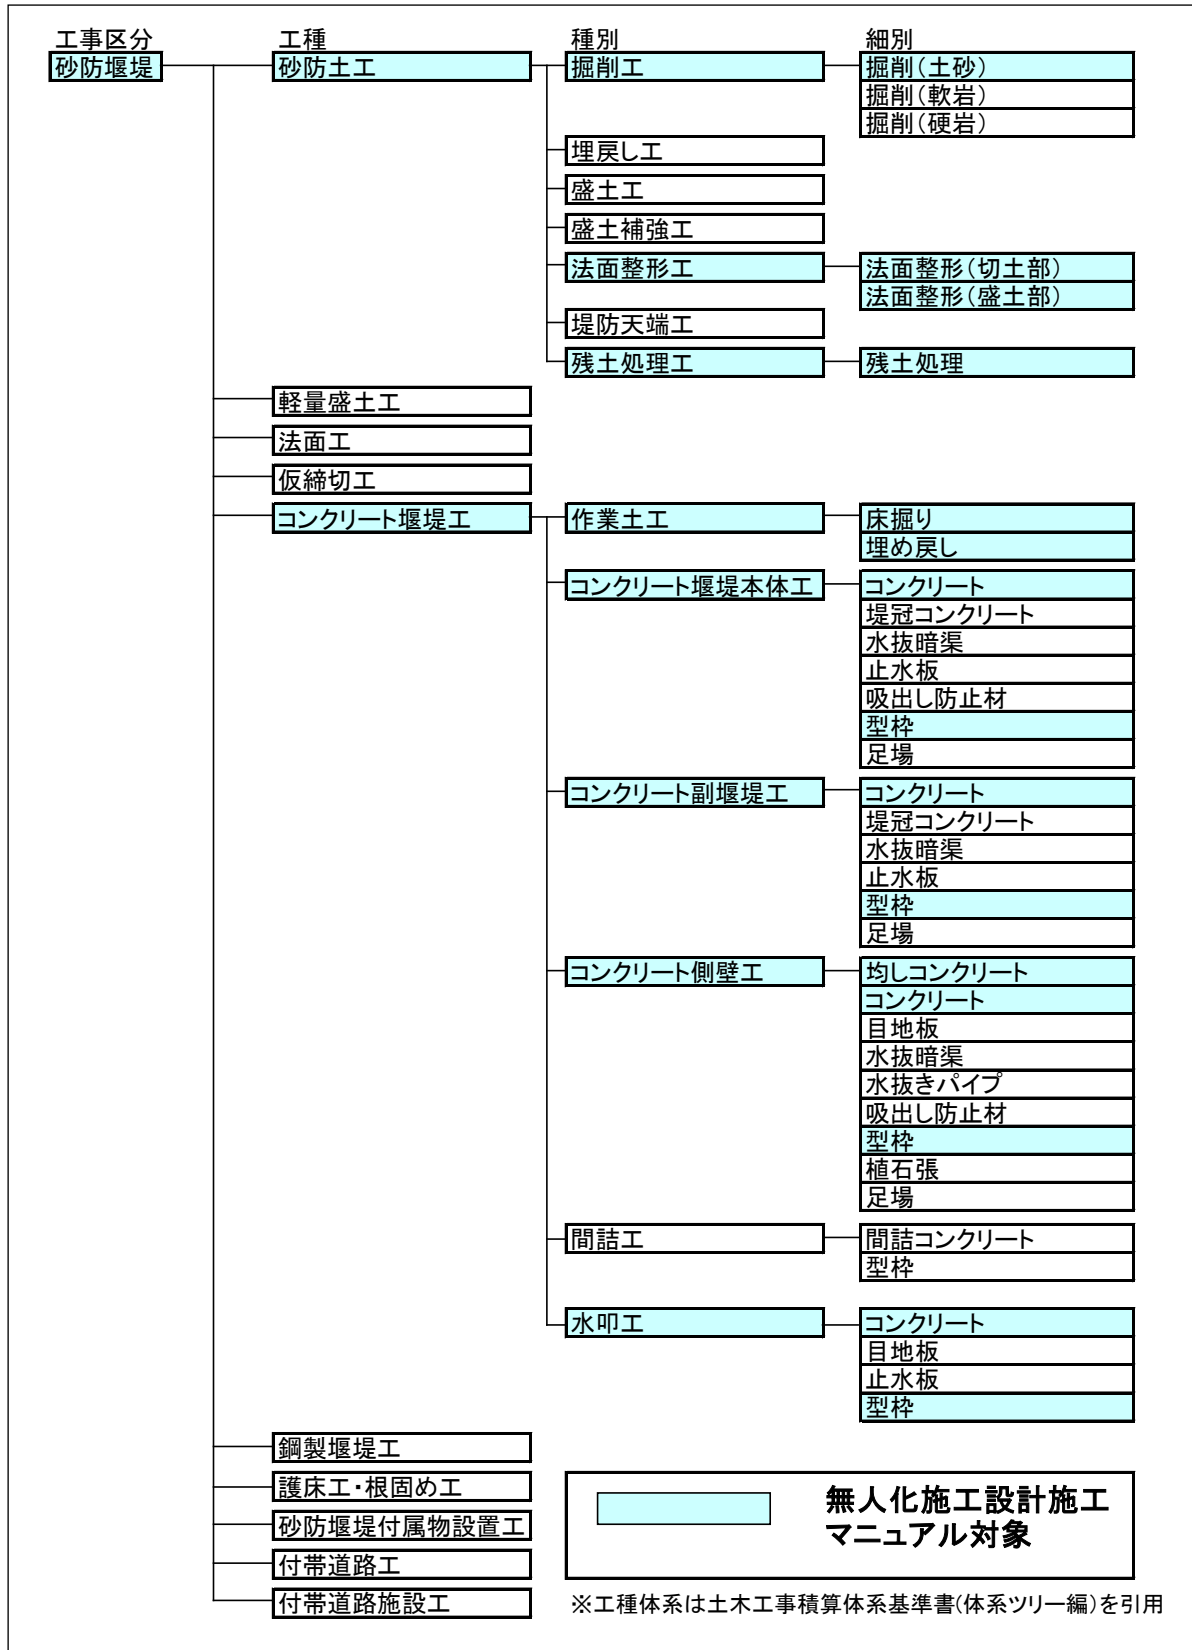 工事区分 工種 種別 細別
砂防堰堤 砂防土工 掘削工 掘削(土砂)
掘削(軟岩)
掘削(硬岩)
埋戻し工
盛土工
盛土補強工
法面整形工 法面整形(切土部)
法面整形(盛土部)
堤防天端工
残土処理工 残土処理
軽量盛土工
法面工
仮締切工
コンクリート堰堤工 作業土工 床掘り
埋め戻し
コンクリート堰堤本体工 コンクリート
堤冠コンクリート
水抜暗渠
止水板
吸出し防止材
型枠
足場
コンクリート副堰堤工 コンクリート
堤冠コンクリート
水抜暗渠
止水板
型枠
足場
コンクリート側壁工 均しコンクリート
コンクリート
目地板
水抜暗渠
水抜きパイプ
吸出し防止材
型枠
植石張
足場
間詰工 間詰コンクリート
型枠
水叩工 コンクリート
目地板
止水板
型枠
鋼製堰堤工
護床工・根固め工
砂防堰堤付属物設置工
付帯道路工
付帯道路施設工
無人化施工設計施工
マニュアル対象
※工種体系は土木工事積算体系基準書(体系ツリー編)を引用